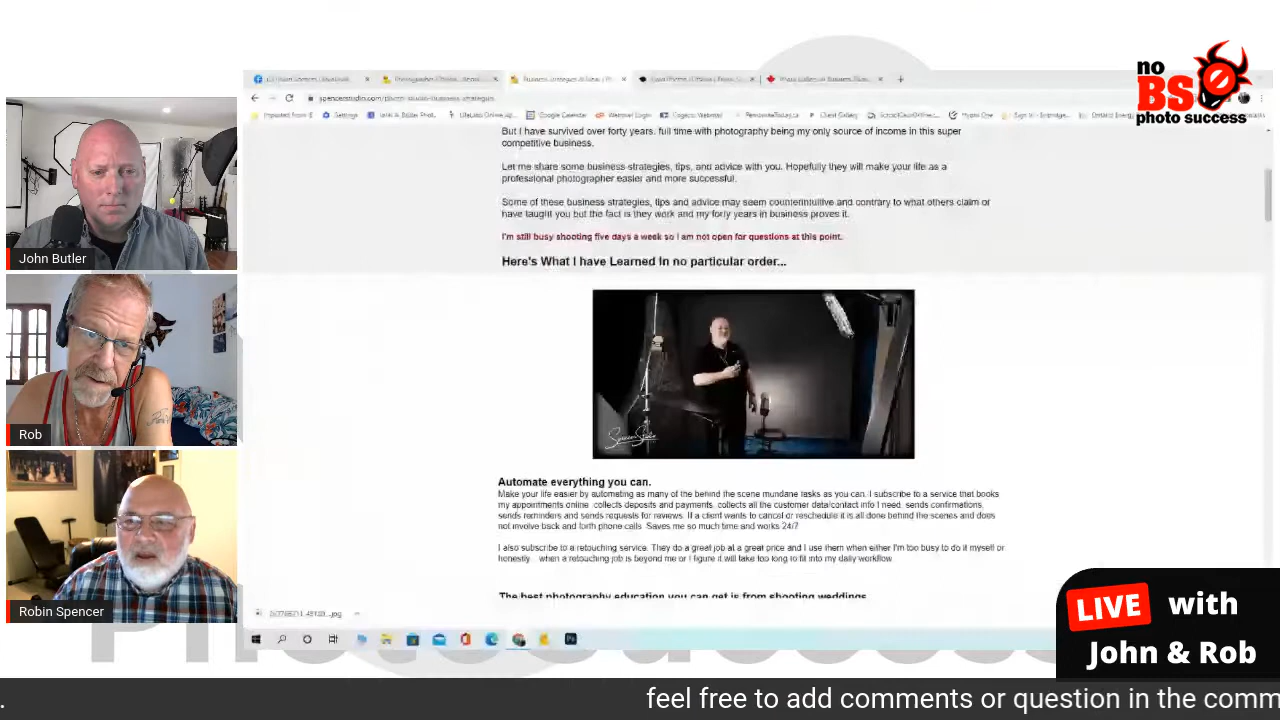 no
BS
photo success
spencerstudio.com/photo-studio-business-strategies
Settings
Google Calendar
But I have survived over forty years. full time with photography being my only source of income in this super
competitive business.
Let me share some business strategies, tips, and advice with you. Hopefully they will make your life as a
professional photographer easier and more successful.
Some of these business strategies, tips and advice may seem counterintuitive and contrary to what others claim or
have taught you but the fact is they work and my forty years in business proves it.
I'm still busy shooting five days a week so I am not open for questions at this point.
Here's What I have Learned in no particular order...
Automate everything you can.
Make your life easier by automating as many of the behind the scene mundane tasks as you can. I subscribe to a service that books
my appointments online, collects deposits and payments, collects all the customer data/contact info I need, sends confirmations,
sends reminders and sends requests for reviews. If a client wants to cancel or reschedule it is all done behind the scenes and does
not involve back and forth phone calls. Saves me so much time and works 24/7
I also subscribe to a retouching service. They do a great job at a great price and I use them when either I'm too busy to do it myself or
honestly... when a retouching job is beyond me or I figure it will take too long to fit into my daily workflow
The best photography education you can get is from shooting weddings
John Butler
Rob
Robin Spencer
LIVE with
John & Rob
. feel free to add comments or question in the comm